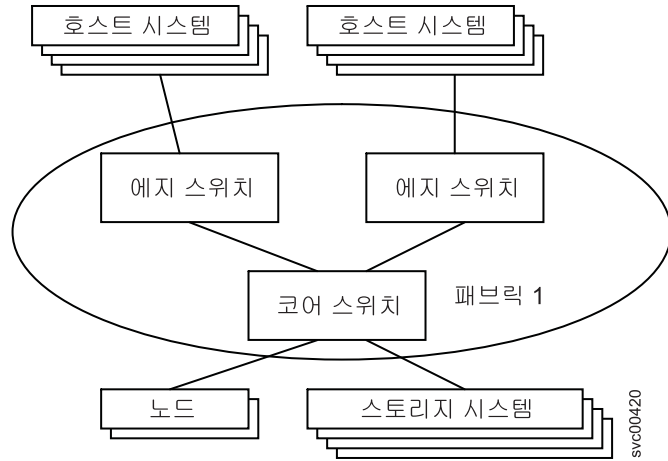 호스트 시스템
호스트 시스템
에지 스위치
에지 스위치
코어 스위치
패브릭 1
노드
스토리지 시스템
svc00420